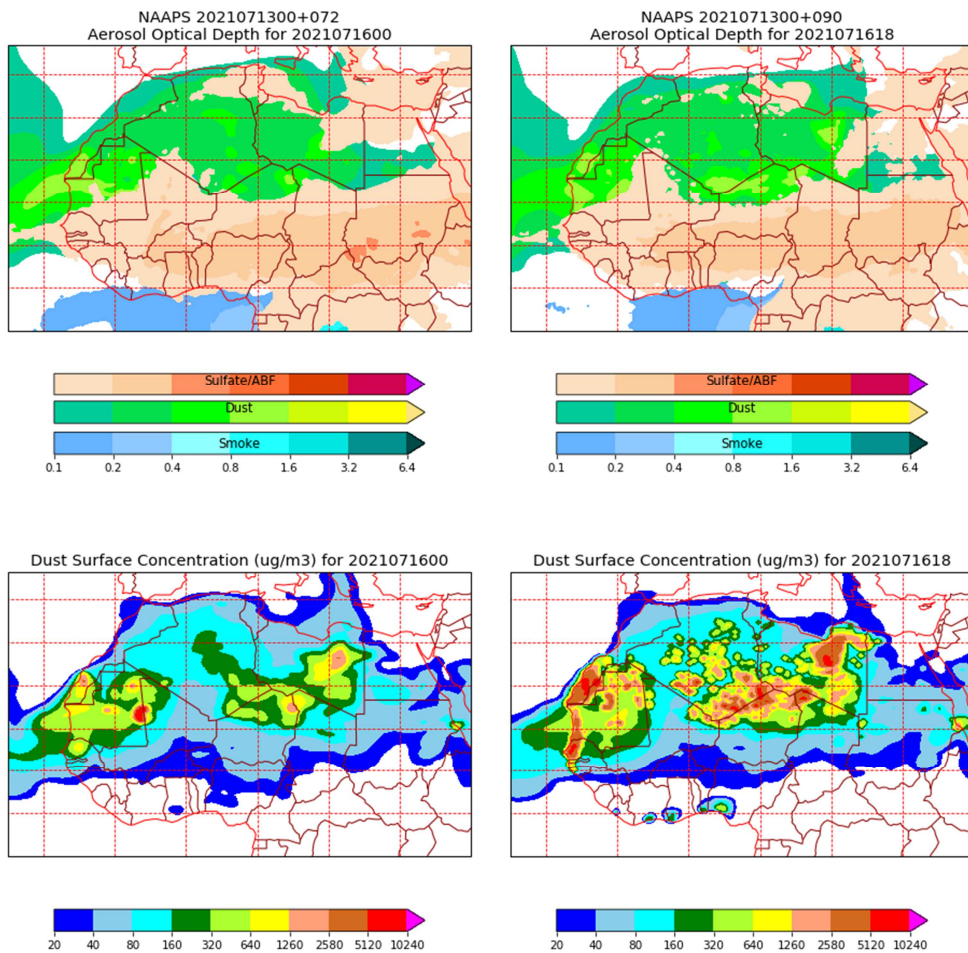 NAAPS 2021071300+072
Aerosol Optical Depth for 2021071600
NAAPS 2021071300+090
Aerosol Optical Depth for 2021071618
Sulfate/ABF
Dust
Smoke
0.1 0.2 0.4 0.8 1.6 3.2 6.4
Sulfate/ABF
Dust
Smoke
0.1 0.2 0.4 0.8 1.6 3.2 6.4
Dust Surface Concentration (ug/m3) for 2021071600
Dust Surface Concentration (ug/m3) for 2021071618
20 40 80 160 320 640 1260 2580 5120 10240
20 40 80 160 320 640 1260 2580 5120 10240